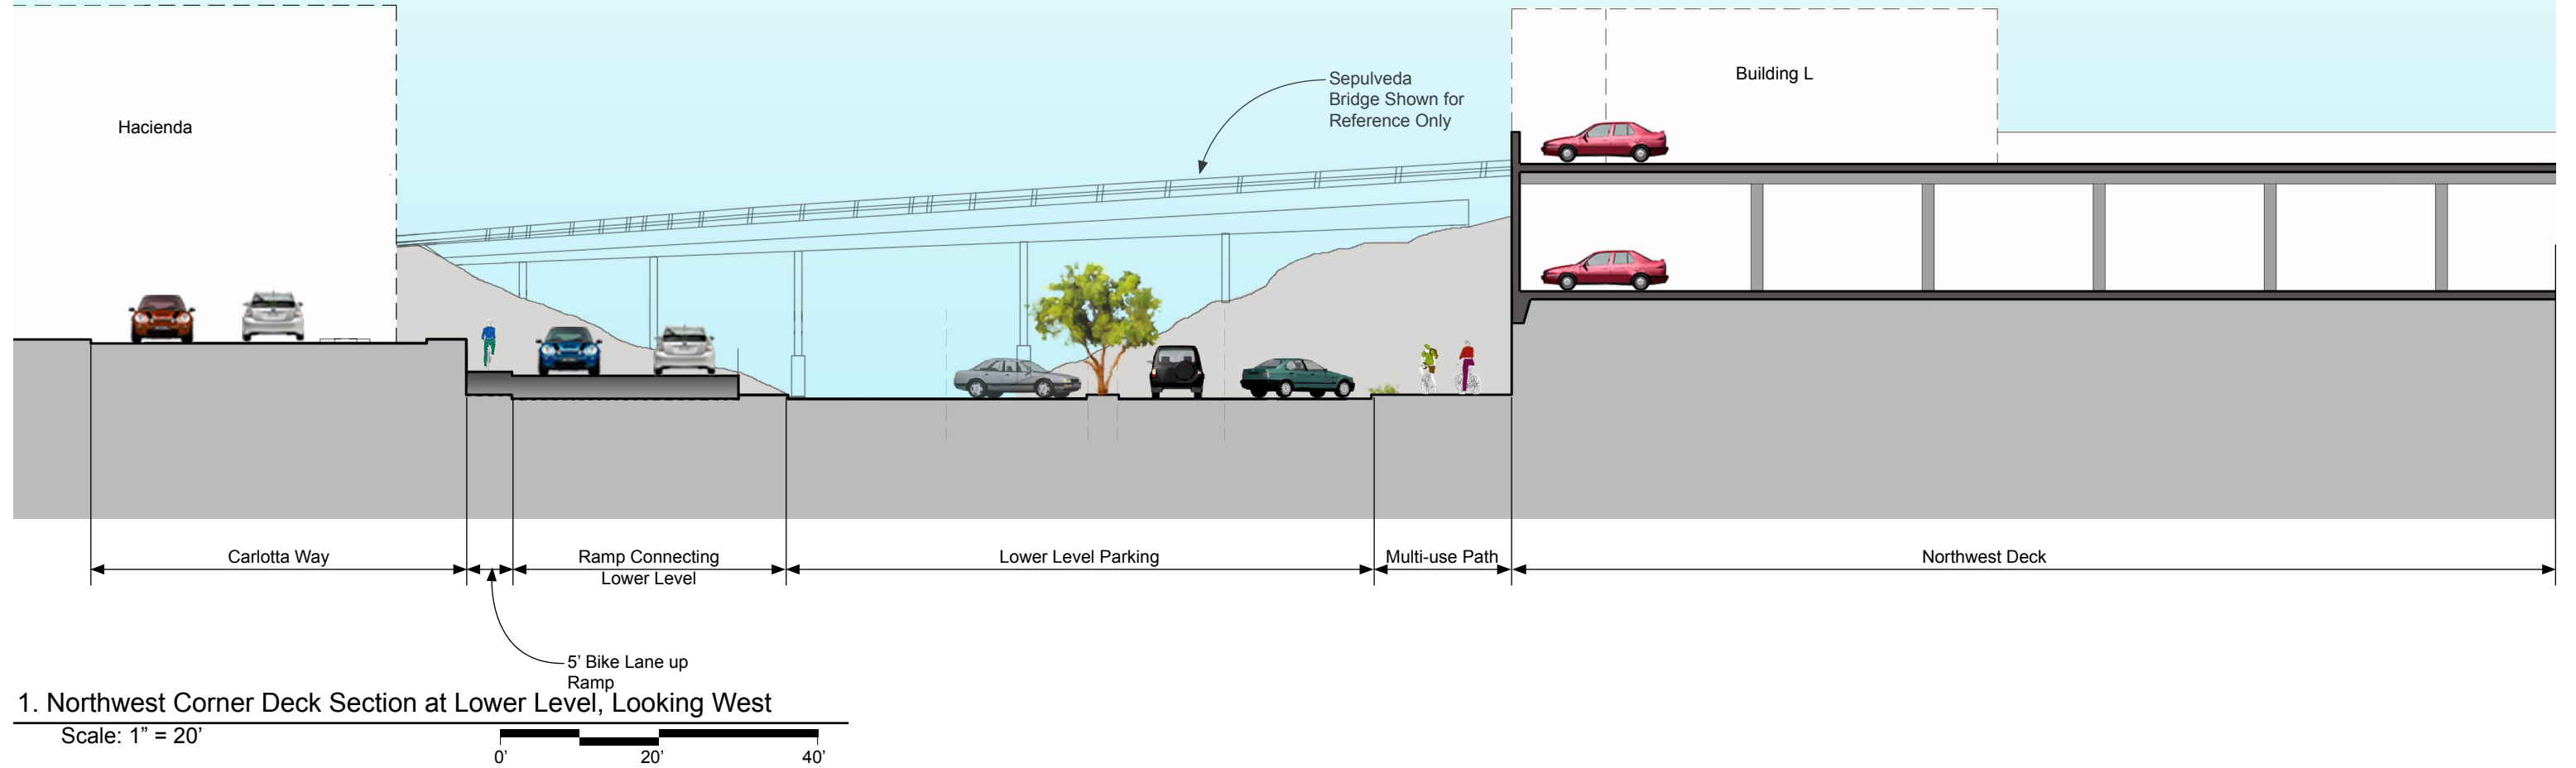 Hacienda
Sepulveda
Bridge Shown for
Reference Only
Building L
Carlotta Way
Ramp Connecting
Lower Level
Lower Level Parking
Multi-use Path
Northwest Deck
5’ Bike Lane up
Ramp
1. Northwest Corner Deck Section at Lower Level, Looking West
Scale: 1” = 20’
0’ 20’ 40’